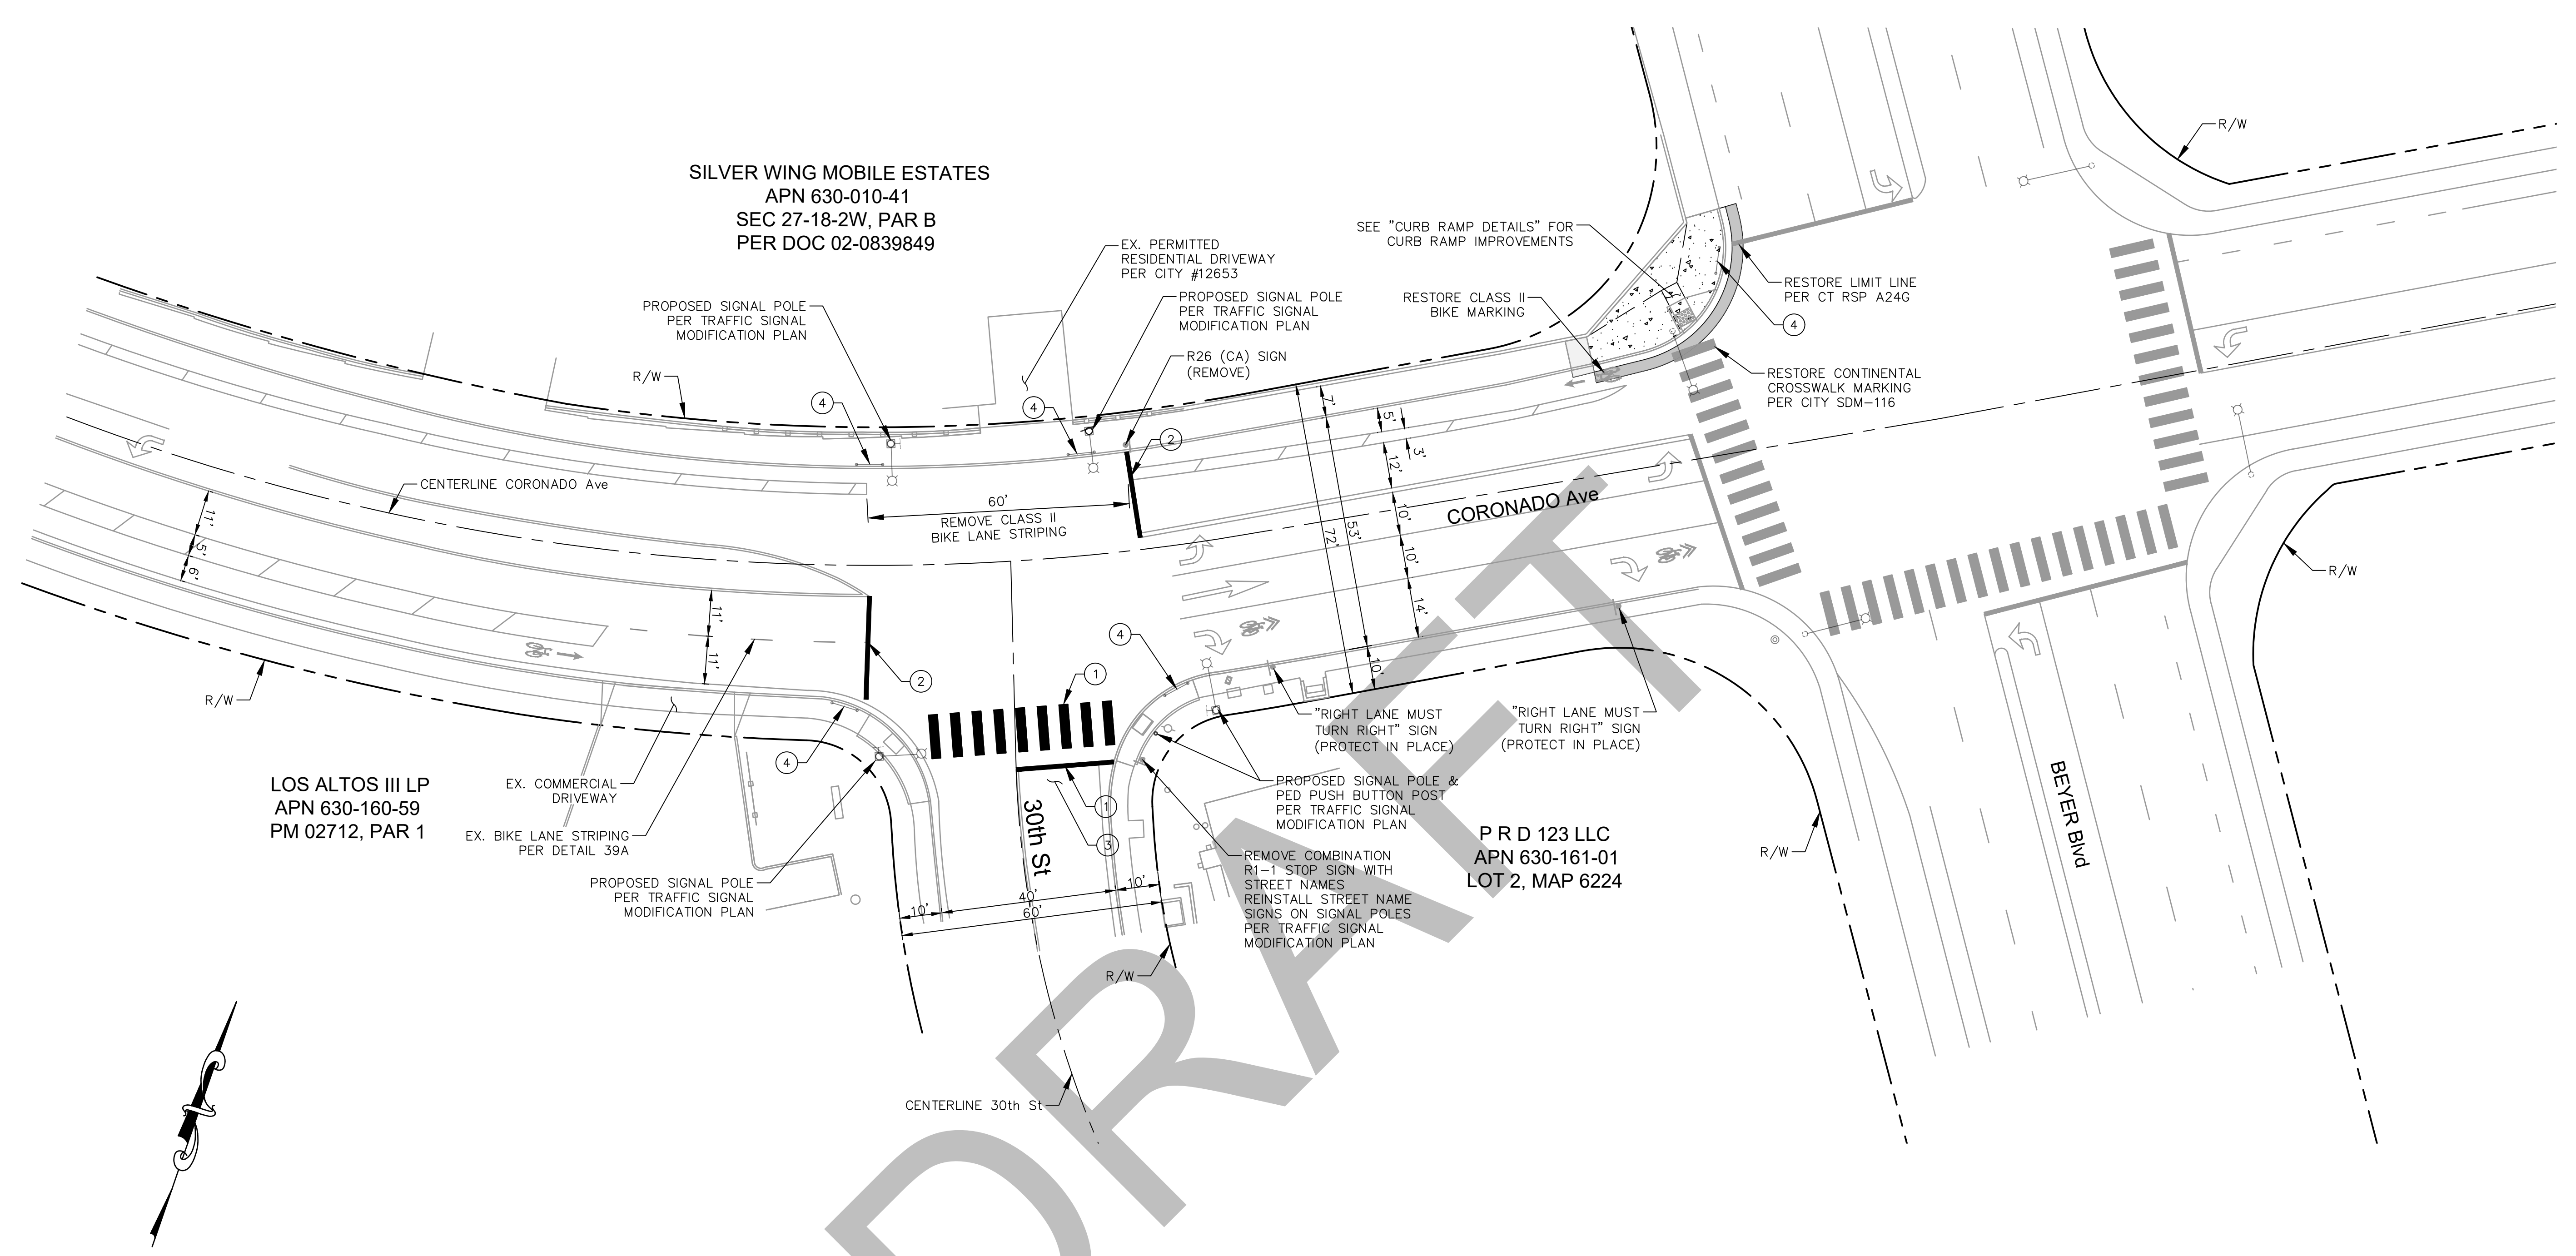 SILVER WING MOBILE ESTATES
APN 630-010-41
SEC 27-18-2W, PAR B
PER DOC 02-0839849
R/W
SEE "CURB RAMP DETAILS" FOR
CURB RAMP IMPROVEMENTS
EX. PERMITTED
RESIDENTIAL DRIVEWAY
PER CITY #12653
PROPOSED SIGNAL POLE
PER TRAFFIC SIGNAL
MODIFICATION PLAN
PROPOSED SIGNAL POLE
PER TRAFFIC SIGNAL
MODIFICATION PLAN
RESTORE CLASS II
BIKE MARKING
RESTORE LIMIT LINE
PER CT RSP A24G
4
R26 (CA) SIGN
(REMOVE)
RESTORE CONTINENTAL
CROSSWALK MARKING
PER CITY SDM-116
R/W
4
4
2
7'
5'
3'
12'
10'
10'
14'
53'
72'
10'
CENTERLINE CORONADO Ave
60'
REMOVE CLASS II
BIKE LANE STRIPING
CORONADO Ave
11'
5'
6'
11'
11'
R/W
R/W
4
1
2
"RIGHT LANE MUST
TURN RIGHT" SIGN
(PROTECT IN PLACE)
"RIGHT LANE MUST
TURN RIGHT" SIGN
(PROTECT IN PLACE)
4
LOS ALTOS III LP
APN 630-160-59
PM 02712, PAR 1
EX. COMMERCIAL
DRIVEWAY
EX. BIKE LANE STRIPING
PER DETAIL 39A
PROPOSED SIGNAL POLE
PER TRAFFIC SIGNAL
MODIFICATION PLAN
1
3
30th St
PROPOSED SIGNAL POLE &
PED PUSH BUTTON POST
PER TRAFFIC SIGNAL
MODIFICATION PLAN
REMOVE COMBINATION
R1-1 STOP SIGN WITH
STREET NAMES
REINSTALL STREET NAME
SIGNS ON SIGNAL POLES
PER TRAFFIC SIGNAL
MODIFICATION PLAN
P R D 123 LLC
APN 630-161-01
LOT 2, MAP 6224
R/W
BEYER Blvd
10'
40'
10'
60'
R/W
CENTERLINE 30th St
DRAFT